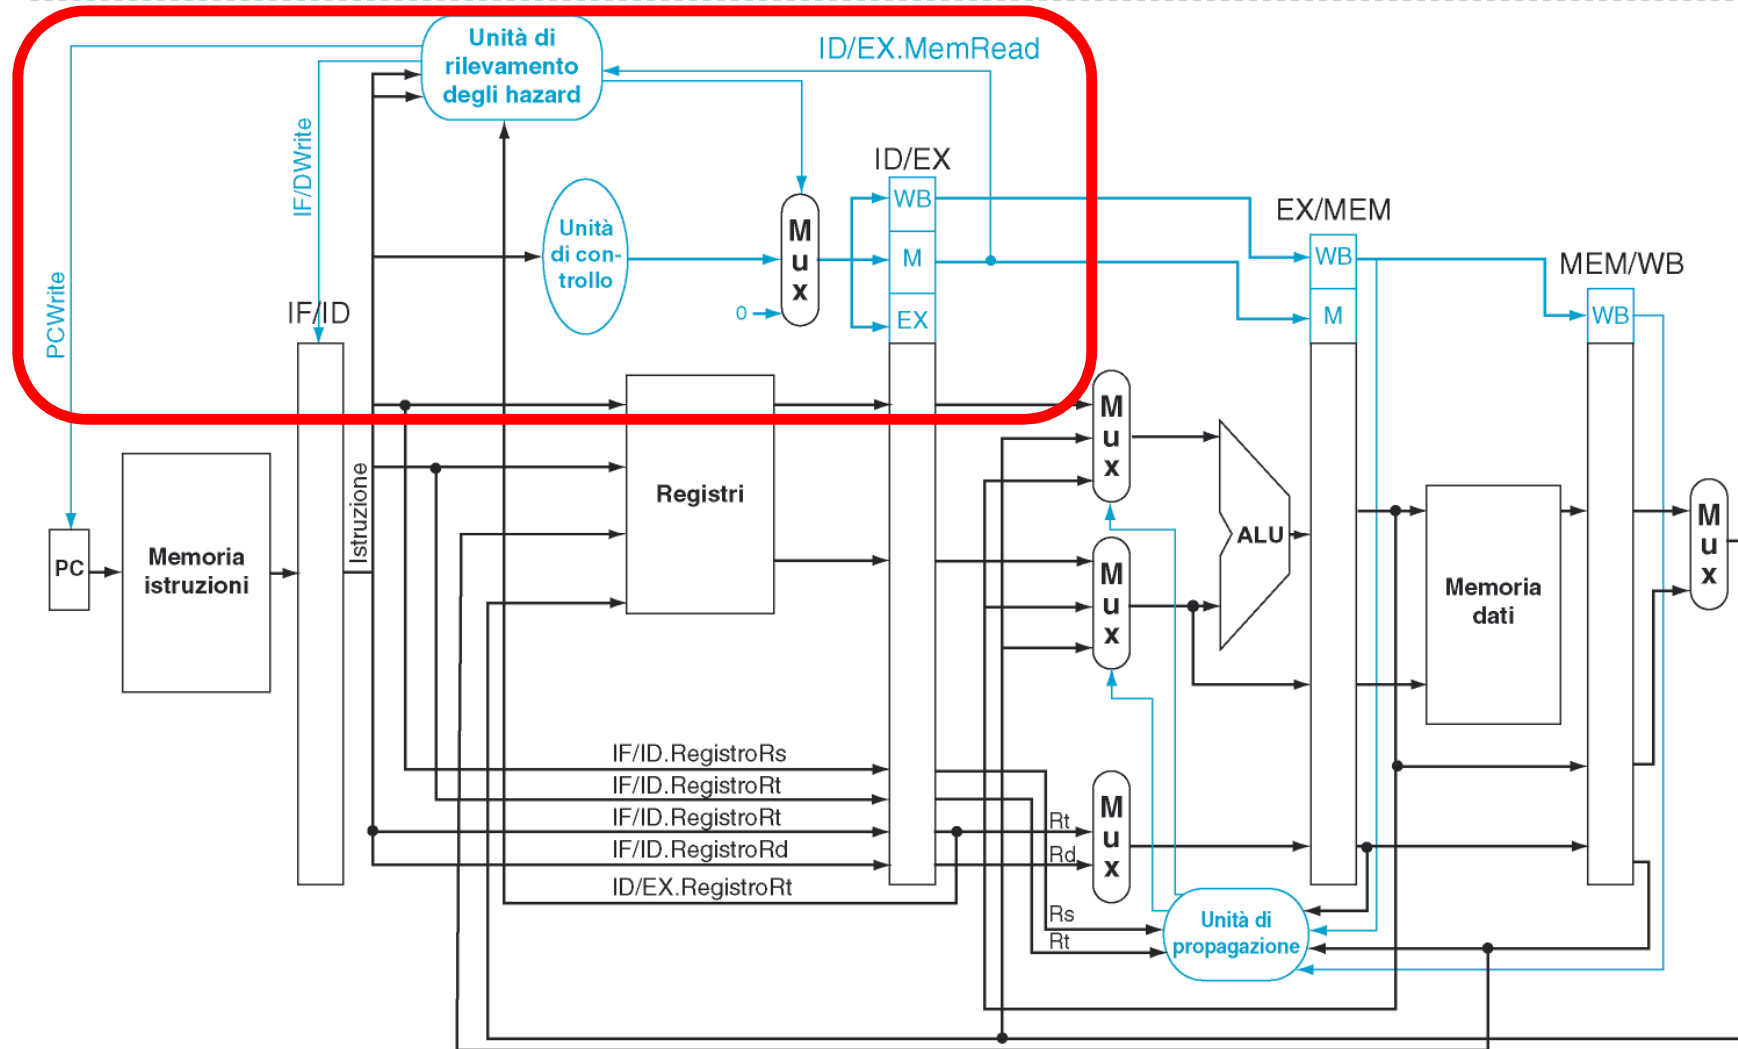 Unità di
rilevamento
degli hazard
ID/EX.MemRead
IF/DWrite
PCWrite
ID/EX
WB
M
EX
Unità
di con-
trollo
M
u
x
0
EX/MEM
WB
M
MEM/WB
WB
IF/ID
Istruzione
PC
Memoria
istruzioni
Registri
M
u
x
M
u
x
ALU
Memoria
dati
M
u
x
IF/ID.RegistroRs
IF/ID.RegistroRt
IF/ID.RegistroRt
IF/ID.RegistroRd
ID/EX.RegistroRt
Rt
Rd
M
u
x
Rs
Rt
Unità di
propagazione